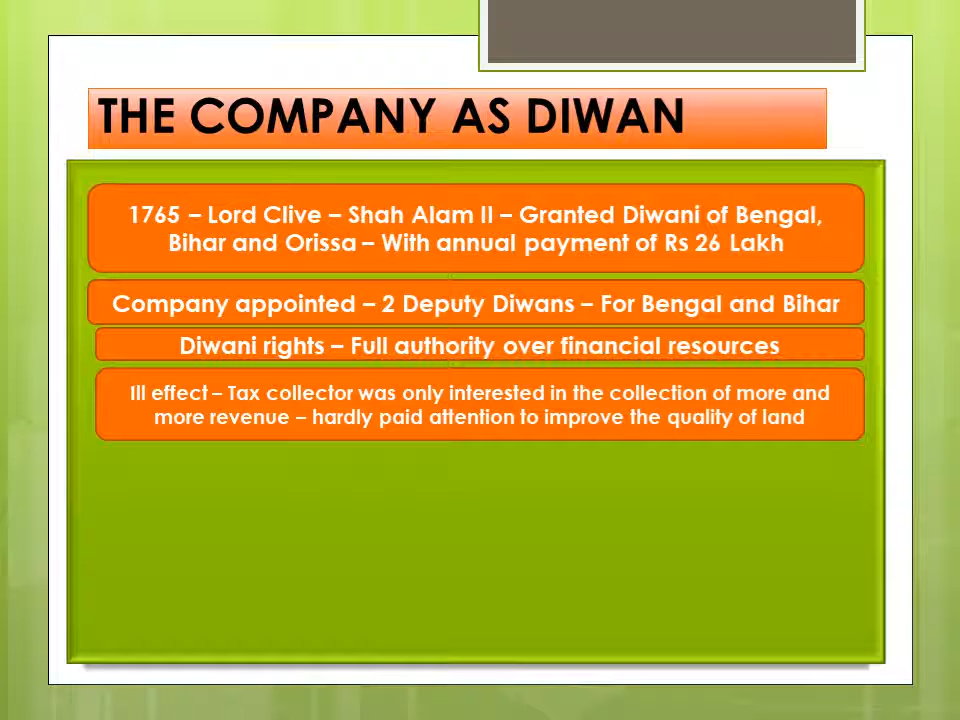 THE COMPANY AS DIWAN
1765 – Lord Clive – Shah Alam II – Granted Diwani of Bengal,
Bihar and Orissa – With annual payment of Rs 26 Lakh
Company appointed – 2 Deputy Diwans – For Bengal and Bihar
Diwani rights – Full authority over financial resources
Ill effect – Tax collector was only interested in the collection of more and
more revenue – hardly paid attention to improve the quality of land